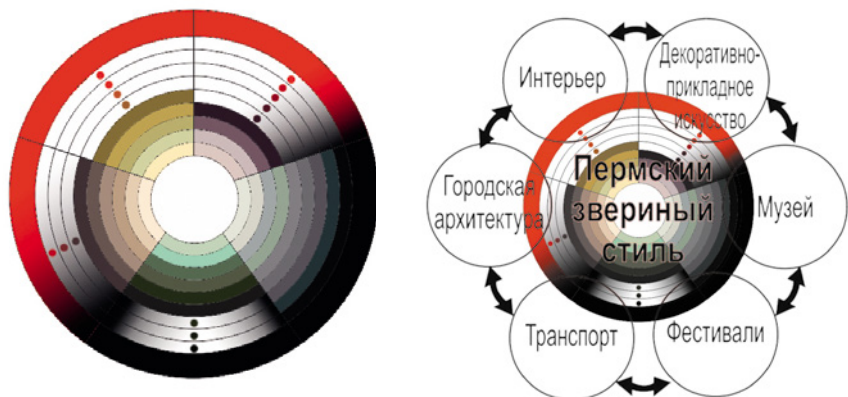 Интерьер
Декоративно-
прикладное
искусство
Пермский
звериный
стиль
Городская
архитектура
Музей
Транспорт
Фестивали